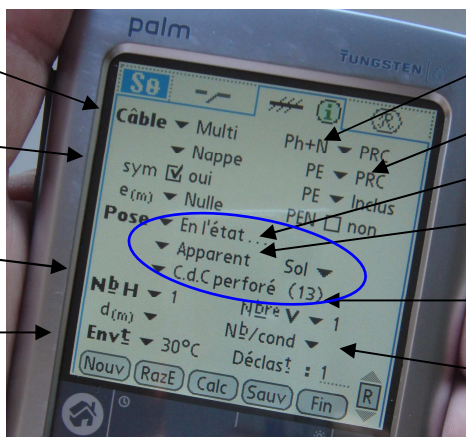 palm
TUNGSTEN
Sθ
i R
Câble Multi Ph+N PRC
Nappe PE PRC
sym oui PE Inclus
e(m) Nulle PEN non
Pose En l'état ....
Apparent Sol
C.d.C perforé (13)
Nb H 1 Nbre V 1
d(m) Nb/cond
Envt 30°C Déclast : 1
Nouv RazE Calc Sauv Fin R